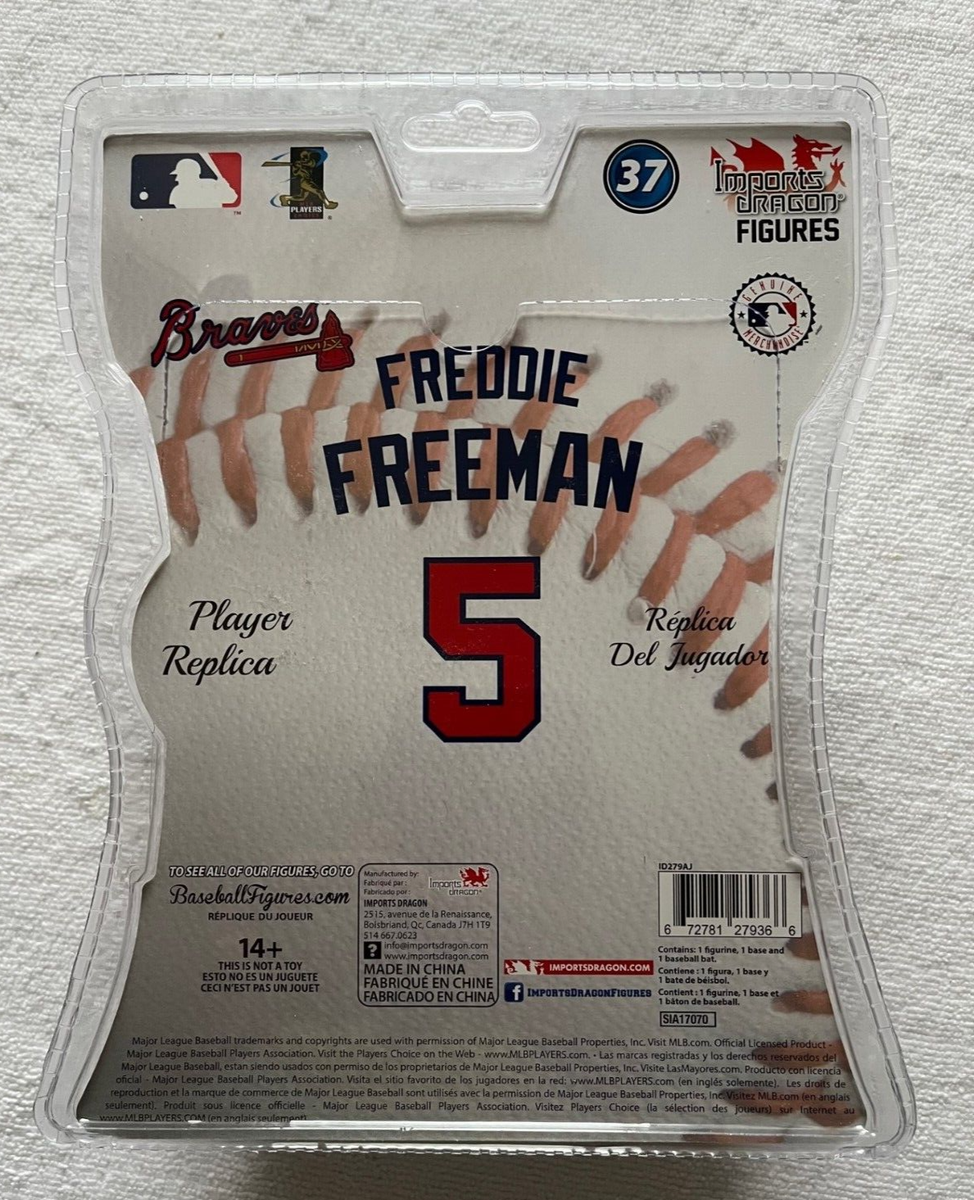 PLAYERS
37
Imports
DRAGON®
FIGURES
Braves
GENUINE
MERCHANDISE
FREDDIE
FREEMAN
5
Player
Replica
Réplica
Del Jugador
TO SEE ALL OF OUR FIGURES, GO TO
BaseballFigures.com
RÉPLIQUE DU JOUEUR
14+
THIS IS NOT A TOY
ESTO NO ES UN JUGUETE
CECI N'EST PAS UN JOUET
Manufactured by:
Fabriqué par :
Fabricado por :
Imports
DRAGON
IMPORTS DRAGON
2515, avenue de la Renaissance,
Boisbriand, Qc, Canada J7H 1T9
514 667.0623
? info@importsdragon.com
www.importsdragon.com
MADE IN CHINA
FABRIQUÉ EN CHINE
FABRICADO EN CHINA
IMPORTSDRAGON.COM
f IMPORTSDRAGONFIGURES
ID279AJ
6 72781 27936 6
Contains: 1 figurine, 1 base and
1 baseball bat.
Contiene : 1 figura, 1 base y
1 bate de béisbol.
Contient : 1 figurine, 1 base et
1 bâton de baseball.
SIA17070
Major League Baseball trademarks and copyrights are used with permission of Major League Baseball Properties, Inc. Visit MLB.com. Official Licensed Product -
Major League Baseball Players Association. Visit the Players Choice on the Web - www.MLBPLAYERS.com. • Las marcas registradas y los derechos reservados del
Major League Baseball, estan siendo usados con permiso de los proprietarios de Major League Baseball Properties, Inc. Visite LasMayores.com. Producto con licencia
oficial - Major League Baseball Players Association. Visita el sitio favorito de los jugadores en la red: www.MLBPLAYERS.com (en inglés solemente). Les droits de
reproduction et la marque de commerce de Major League Baseball sont utilisés avec la permission de Major League Baseball Properties, Inc. Visitez MLB.com (en anglais
seulement). Produit sous licence officielle - Major League Baseball Players Association. Visitez Players Choice (la sélection des joueurs) sur Internet au
www.MLBPLAYERS.COM (en anglais seulement).